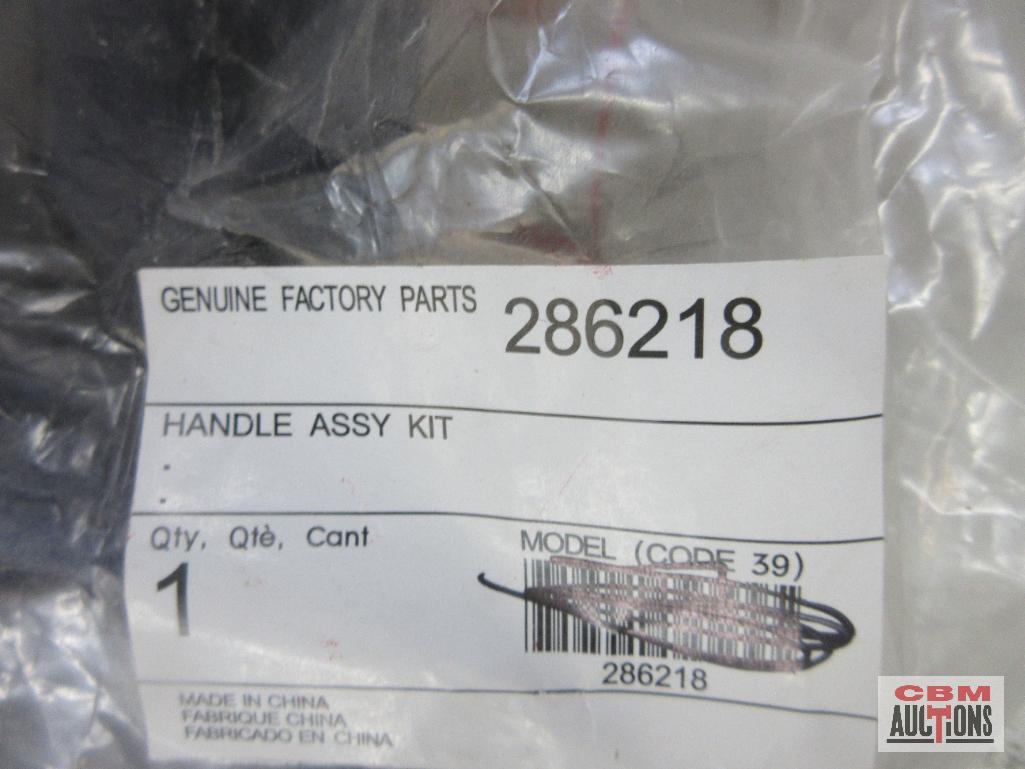 GENUINE FACTORY PARTS 286218
HANDLE ASSY KIT
.
.
Qty, Qtè, Cant
1
MODEL (CODE 39)
286218
MADE IN CHINA
FABRIQUE CHINA
FABRICADO EN CHINA
CBM
AUCTIONS